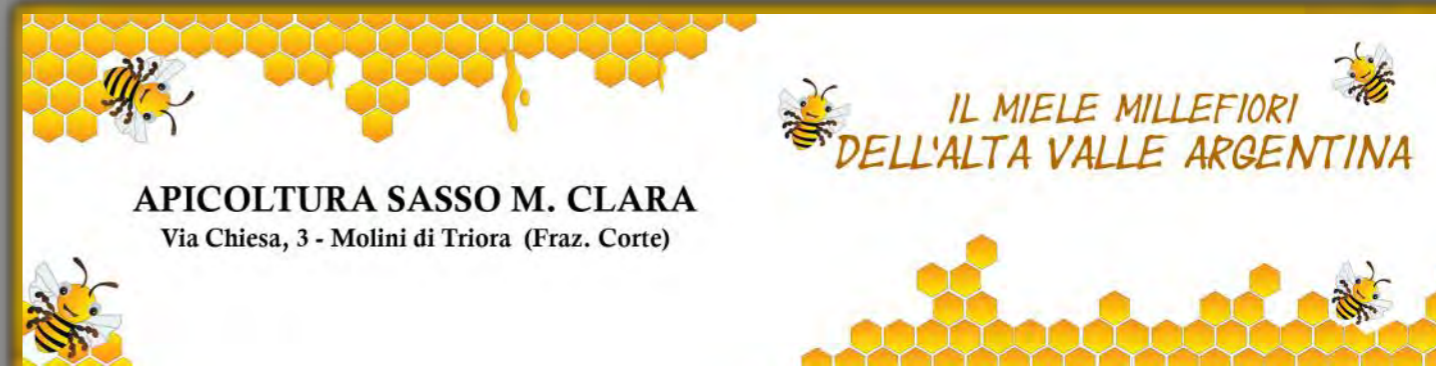 APICOLTURA SASSO M. CLARA
Via Chiesa, 3 - Molini di Triora (Fraz. Corte)
IL MIELE MILLEFIORI
DELL'ALTA VALLE ARGENTINA